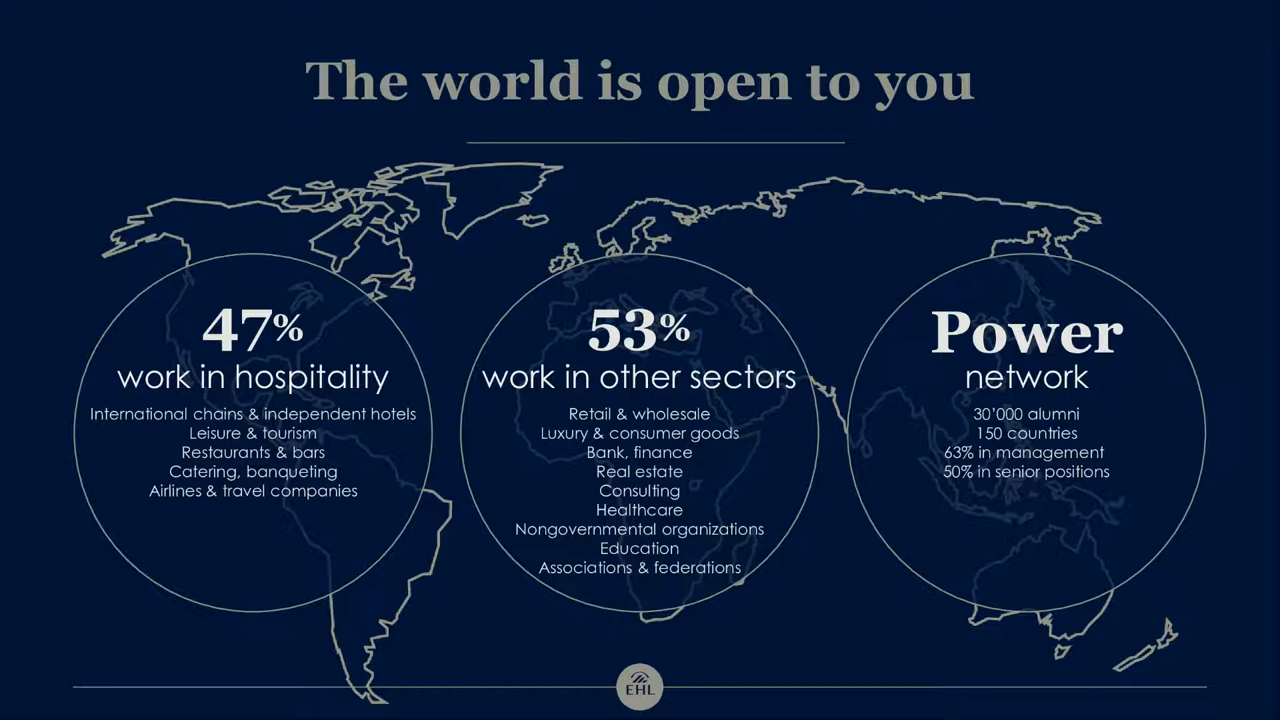 The world is open to you
47%
work in hospitality
International chains & independent hotels
Leisure & tourism
Restaurants & bars
Catering, banqueting
Airlines & travel companies
53%
work in other sectors
Retail & wholesale
Luxury & consumer goods
Bank, finance
Real estate
Consulting
Healthcare
Nongovernmental organizations
Education
Associations & federations
Power
network
30’000 alumni
150 countries
63% in management
50% in senior positions
EHL